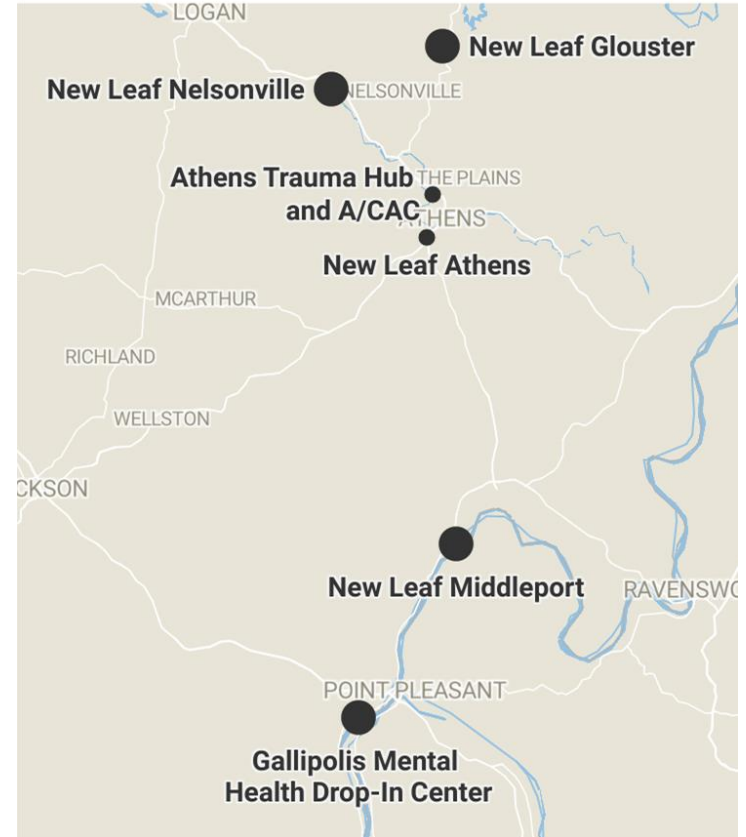 LOGAN
New Leaf Glouster
New Leaf Nelsonville
NELSONVILLE
Athens Trauma Hub
and A/CAC
THE PLAINS
ATHENS
New Leaf Athens
MCARTHUR
RICHLAND
WELLSTON
CKSON
New Leaf Middleport
RAVENSWO
POINT PLEASANT
Gallipolis Mental
Health Drop-In Center